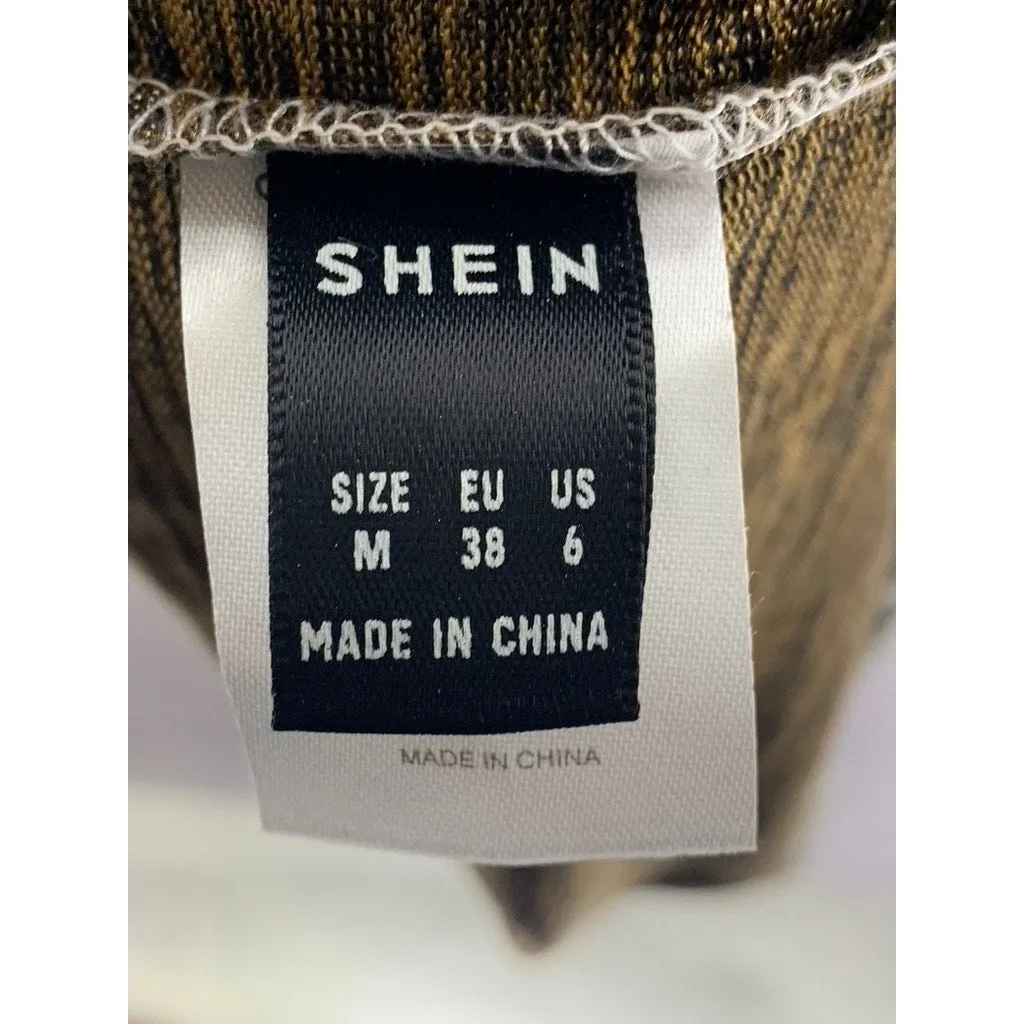 SHEIN
SIZE EU US
M 38 6
MADE IN CHINA
MADE IN CHINA